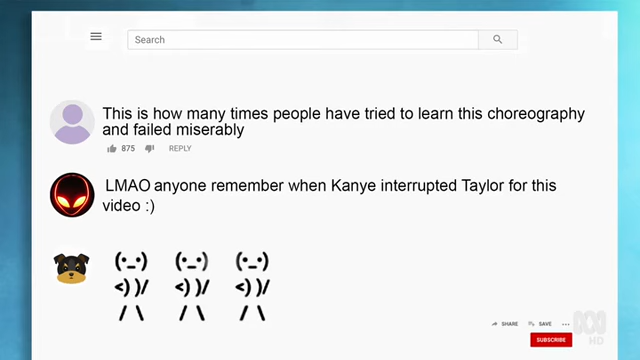 Search
This is how many times people have tried to learn this choreography
and failed miserably
875 REPLY
LMAO anyone remember when Kanye interrupted Taylor for this
video :)
(·_·) (·_·) (·_·)
<) )/ <) )/ <) )/
/ \ / \ / \
SHARE SAVE ...
SUBSCRIBE
HD